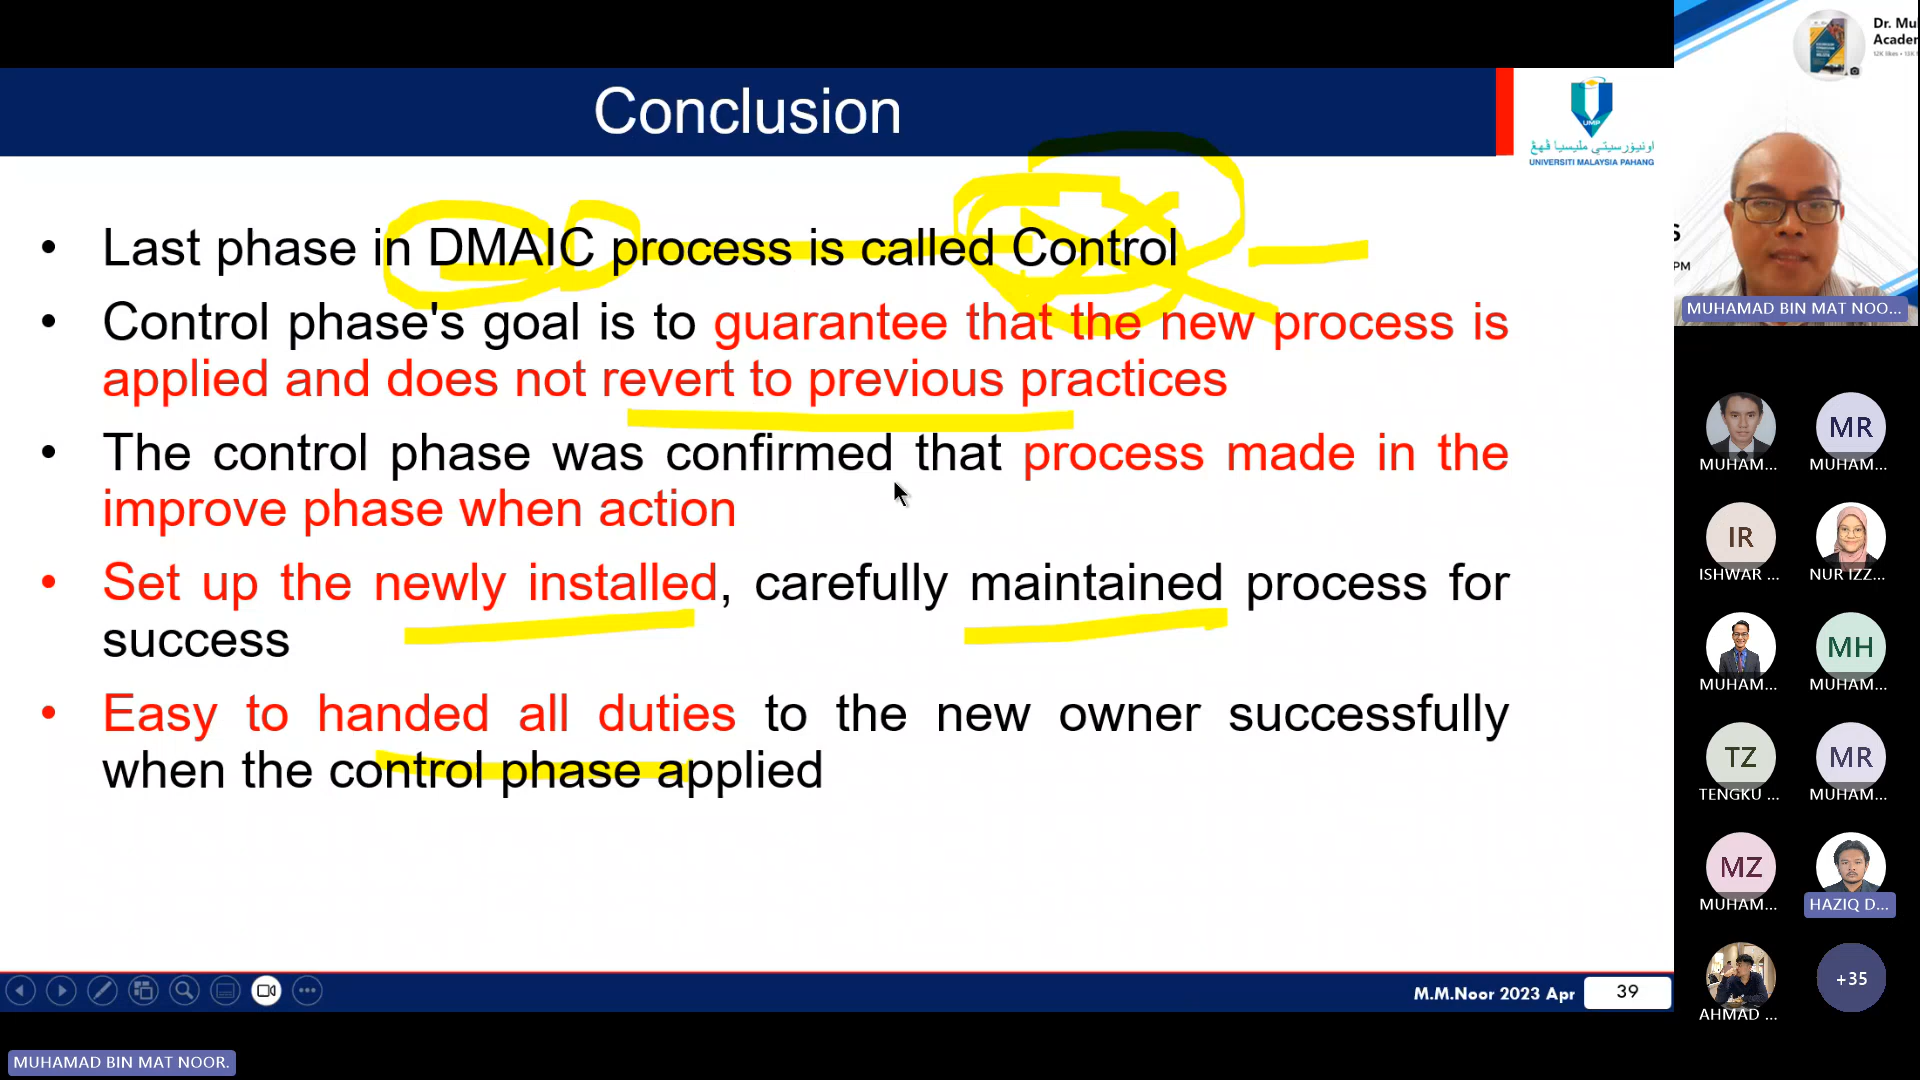 Conclusion
UMP
اونيۏرسيتي مليسيا ڤهڠ
UNIVERSITI MALAYSIA PAHANG
• Last phase in DMAIC process is called Control
• Control phase's goal is to guarantee that the new process is
applied and does not revert to previous practices
• The control phase was confirmed that process made in the
improve phase when action
• Set up the newly installed, carefully maintained process for
success
• Easy to handed all duties to the new owner successfully
when the control phase applied
M.M.Noor 2023 Apr
39
MUHAMAD BIN MAT NOOR.
Dr. Mu
Acader
S
PM
MUHAMAD BIN MAT NOO...
MUHAM...
MR
MUHAM...
IR
ISHWAR ...
NUR IZZ...
MUHAM...
MH
MUHAM...
TZ
TENGKU ...
MR
MUHAM...
MZ
MUHAM...
HAZIQ D...
AHMAD ...
+35